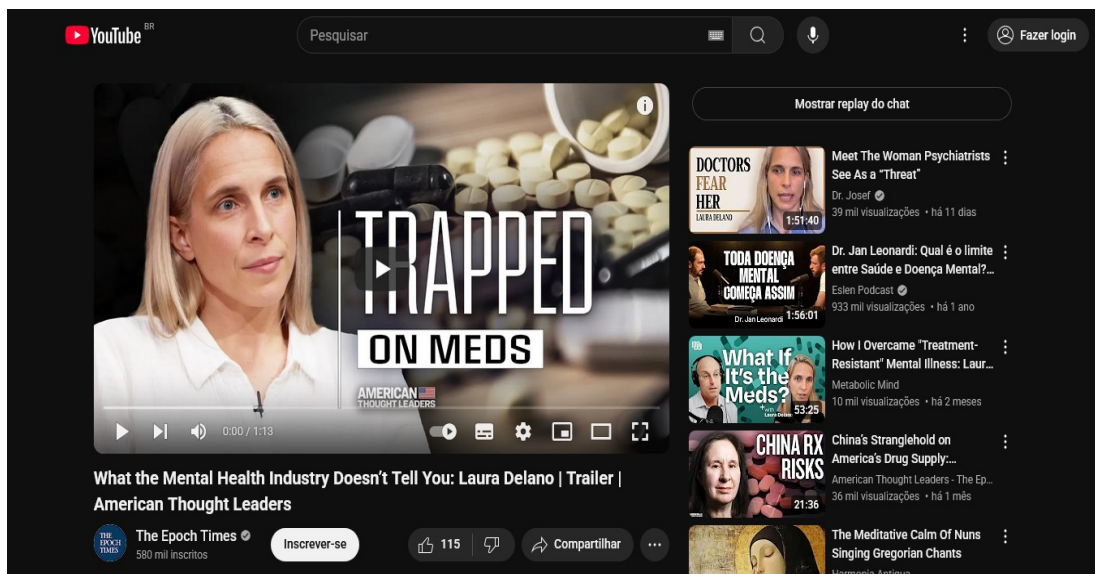 YouTube BR
Pesquisar
Fazer login
TRAPPED
ON MEDS
AMERICAN
THOUGHT LEADERS
0:00 / 1:13
What the Mental Health Industry Doesn't Tell You: Laura Delano | Trailer |
American Thought Leaders
THE
EPOCH
TIMES
The Epoch Times
580 mil inscritos
Inscrever-se
115
Compartilhar
Mostrar replay do chat
DOCTORS
FEAR
HER
LAURA DELANO
1:51:40
Meet The Woman Psychiatrists
See As a “Threat”
Dr. Josef
39 mil visualizações • há 11 dias
TODA DOENÇA
MENTAL
COMEÇA ASSIM
Dr. Jan Leonardi
1:56:01
Dr. Jan Leonardi: Qual é o limite
entre Saúde e Doença Mental?...
Eslen Podcast
933 mil visualizações • há 1 ano
What If
It's the
Meds?
with
Laura Delano
53:25
How I Overcame "Treatment-
Resistant" Mental Illness: Laur...
Metabolic Mind
10 mil visualizações • há 2 meses
CHINA RX
RISKS
21:36
China's Stranglehold on
America's Drug Supply:...
American Thought Leaders - The Ep...
36 mil visualizações • há 1 mês
The Meditative Calm Of Nuns
Singing Gregorian Chants
Harmonia Antiqua